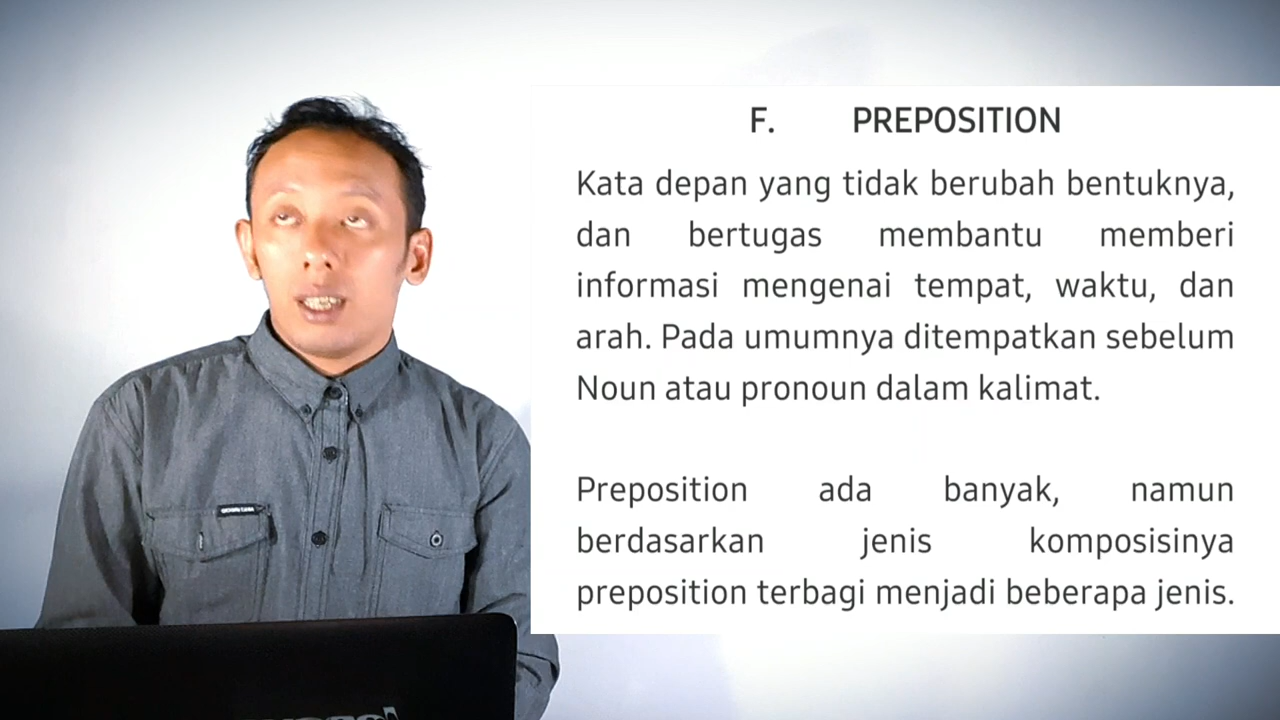 F. PREPOSITION
Kata depan yang tidak berubah bentuknya,
dan bertugas membantu memberi
informasi mengenai tempat, waktu, dan
arah. Pada umumnya ditempatkan sebelum
Noun atau pronoun dalam kalimat.
Preposition ada banyak, namun
berdasarkan jenis komposisinya
preposition terbagi menjadi beberapa jenis.